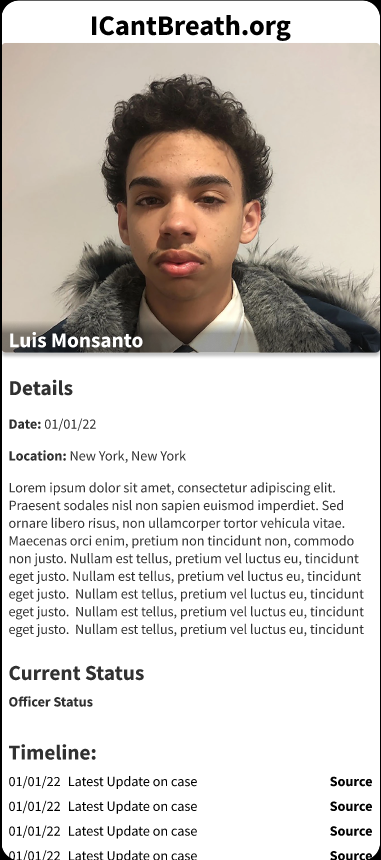 ICantBreath.org
Luis Monsanto
Details
Date: 01/01/22
Location: New York, New York
Lorem ipsum dolor sit amet, consectetur adipiscing elit.
Praesent sodales nisl non sapien euismod imperdiet. Sed
ornare libero risus, non ullamcorper tortor vehicula vitae.
Maecenas orci enim, pretium non tincidunt non, commodo
non justo. Nullam est tellus, pretium vel luctus eu, tincidunt
eget justo. Nullam est tellus, pretium vel luctus eu, tincidunt
eget justo.  Nullam est tellus, pretium vel luctus eu, tincidunt
eget justo.  Nullam est tellus, pretium vel luctus eu, tincidunt
eget justo.  Nullam est tellus, pretium vel luctus eu, tincidunt
Current Status
Officer Status
Timeline:
01/01/22 Latest Update on case Source
01/01/22 Latest Update on case Source
01/01/22 Latest Update on case Source
01/01/22 Latest Update on case Source